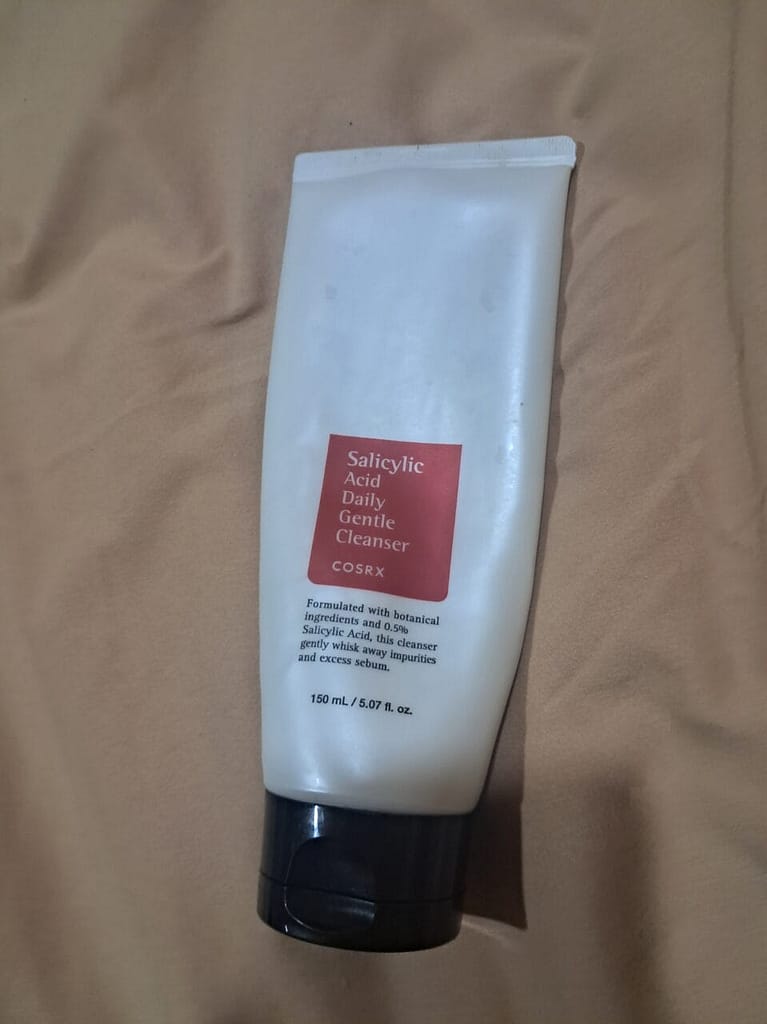 Salicylic
Acid
Daily
Gentle
Cleanser
COSRX
Formulated with botanical
ingredients and 0.5%
Salicylic Acid, this cleanser
gently whisk away impurities
and excess sebum.
150 mL / 5.07 fl. oz.